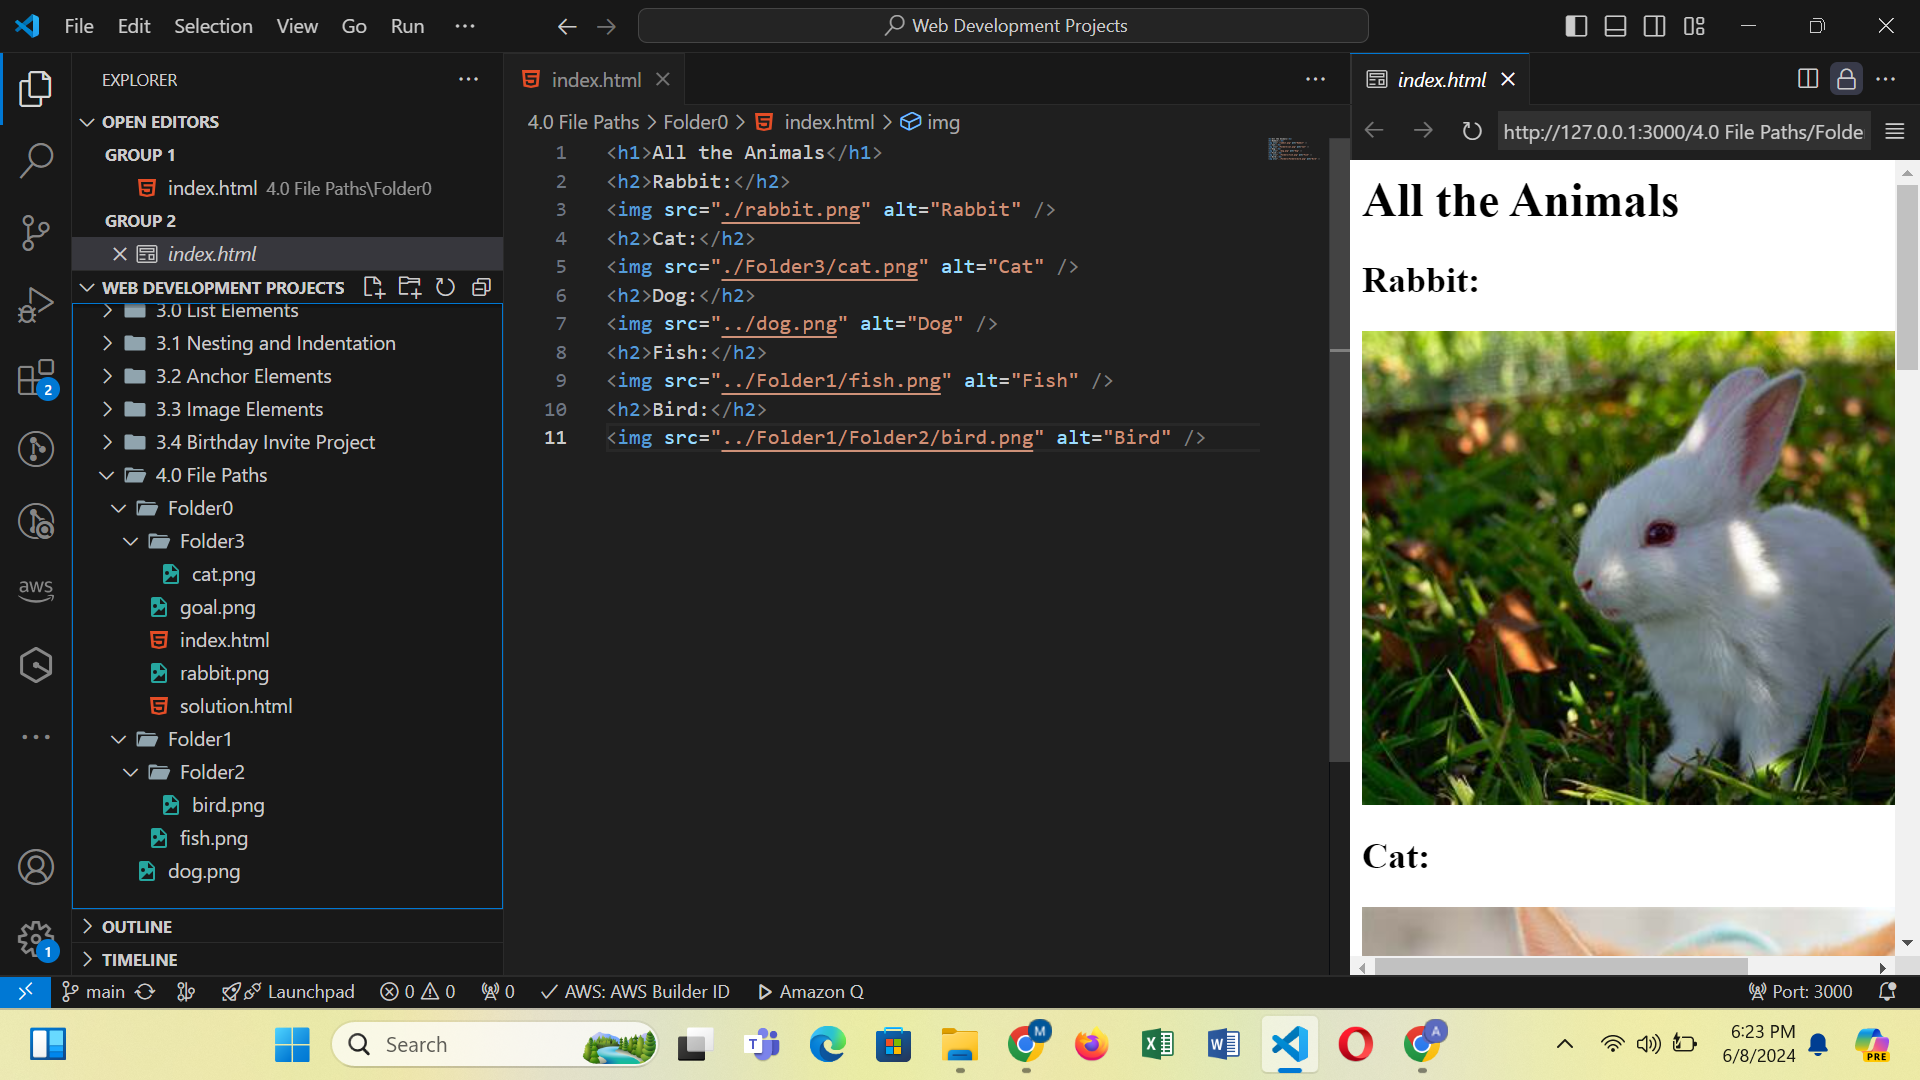 File Edit Selection View Go Run ··· Web Development Projects
EXPLORER
OPEN EDITORS
GROUP 1
index.html 4.0 File Paths\Folder0
GROUP 2
index.html
WEB DEVELOPMENT PROJECTS
3.0 List Elements
3.1 Nesting and Indentation
3.2 Anchor Elements
3.3 Image Elements
3.4 Birthday Invite Project
4.0 File Paths
Folder0
Folder3
cat.png
goal.png
index.html
rabbit.png
solution.html
Folder1
Folder2
bird.png
fish.png
dog.png
OUTLINE
TIMELINE
2
aws
1
index.html
4.0 File Paths > Folder0 > index.html > img
1 <h1>All the Animals</h1>
2 <h2>Rabbit:</h2>
3 <img src="./rabbit.png" alt="Rabbit" />
4 <h2>Cat:</h2>
5 <img src="./Folder3/cat.png" alt="Cat" />
6 <h2>Dog:</h2>
7 <img src="../dog.png" alt="Dog" />
8 <h2>Fish:</h2>
9 <img src="../Folder1/fish.png" alt="Fish" />
10 <h2>Bird:</h2>
11 <img src="../Folder1/Folder2/bird.png" alt="Bird" />
index.html
http://127.0.0.1:3000/4.0 File Paths/Folde
All the Animals
Rabbit:
Cat:
main Launchpad 0 0 0 AWS: AWS Builder ID Amazon Q Port: 3000
Search T M X W A 6:23 PM
6/8/2024 PRE